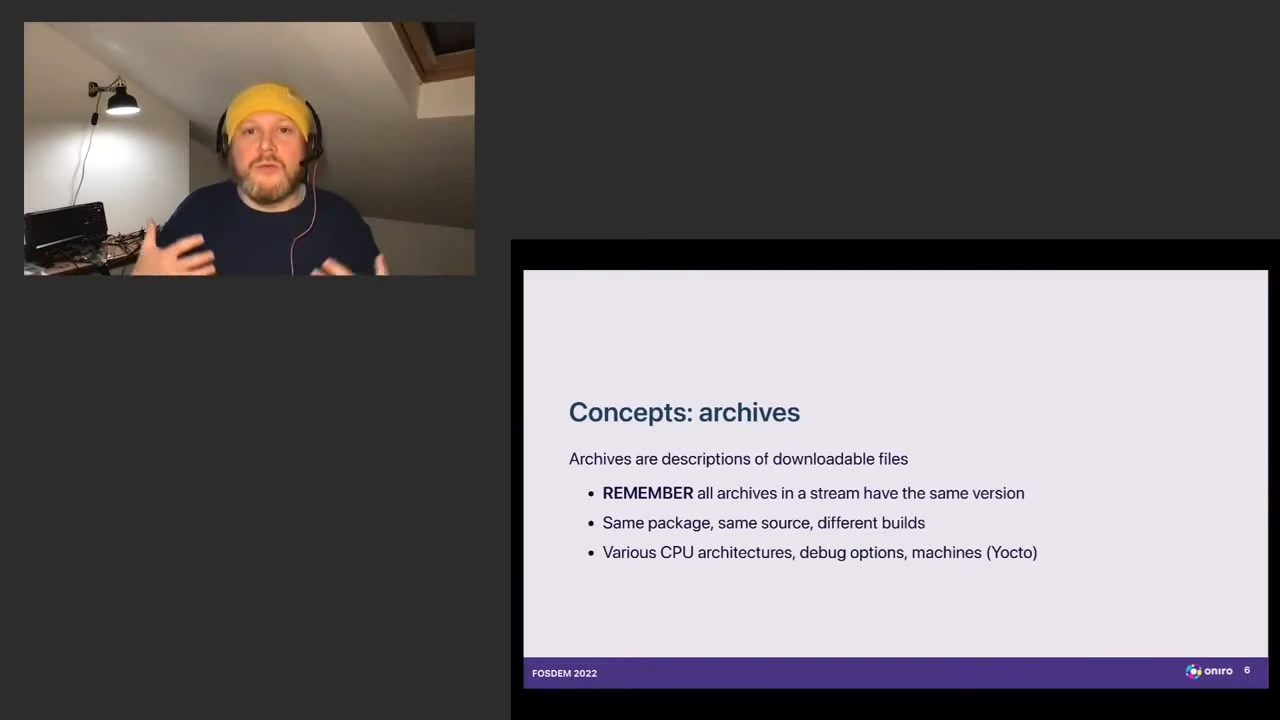 Concepts: archives
Archives are descriptions of downloadable files
• REMEMBER all archives in a stream have the same version
• Same package, same source, different builds
• Various CPU architectures, debug options, machines (Yocto)
FOSDEM 2022
oniro 6